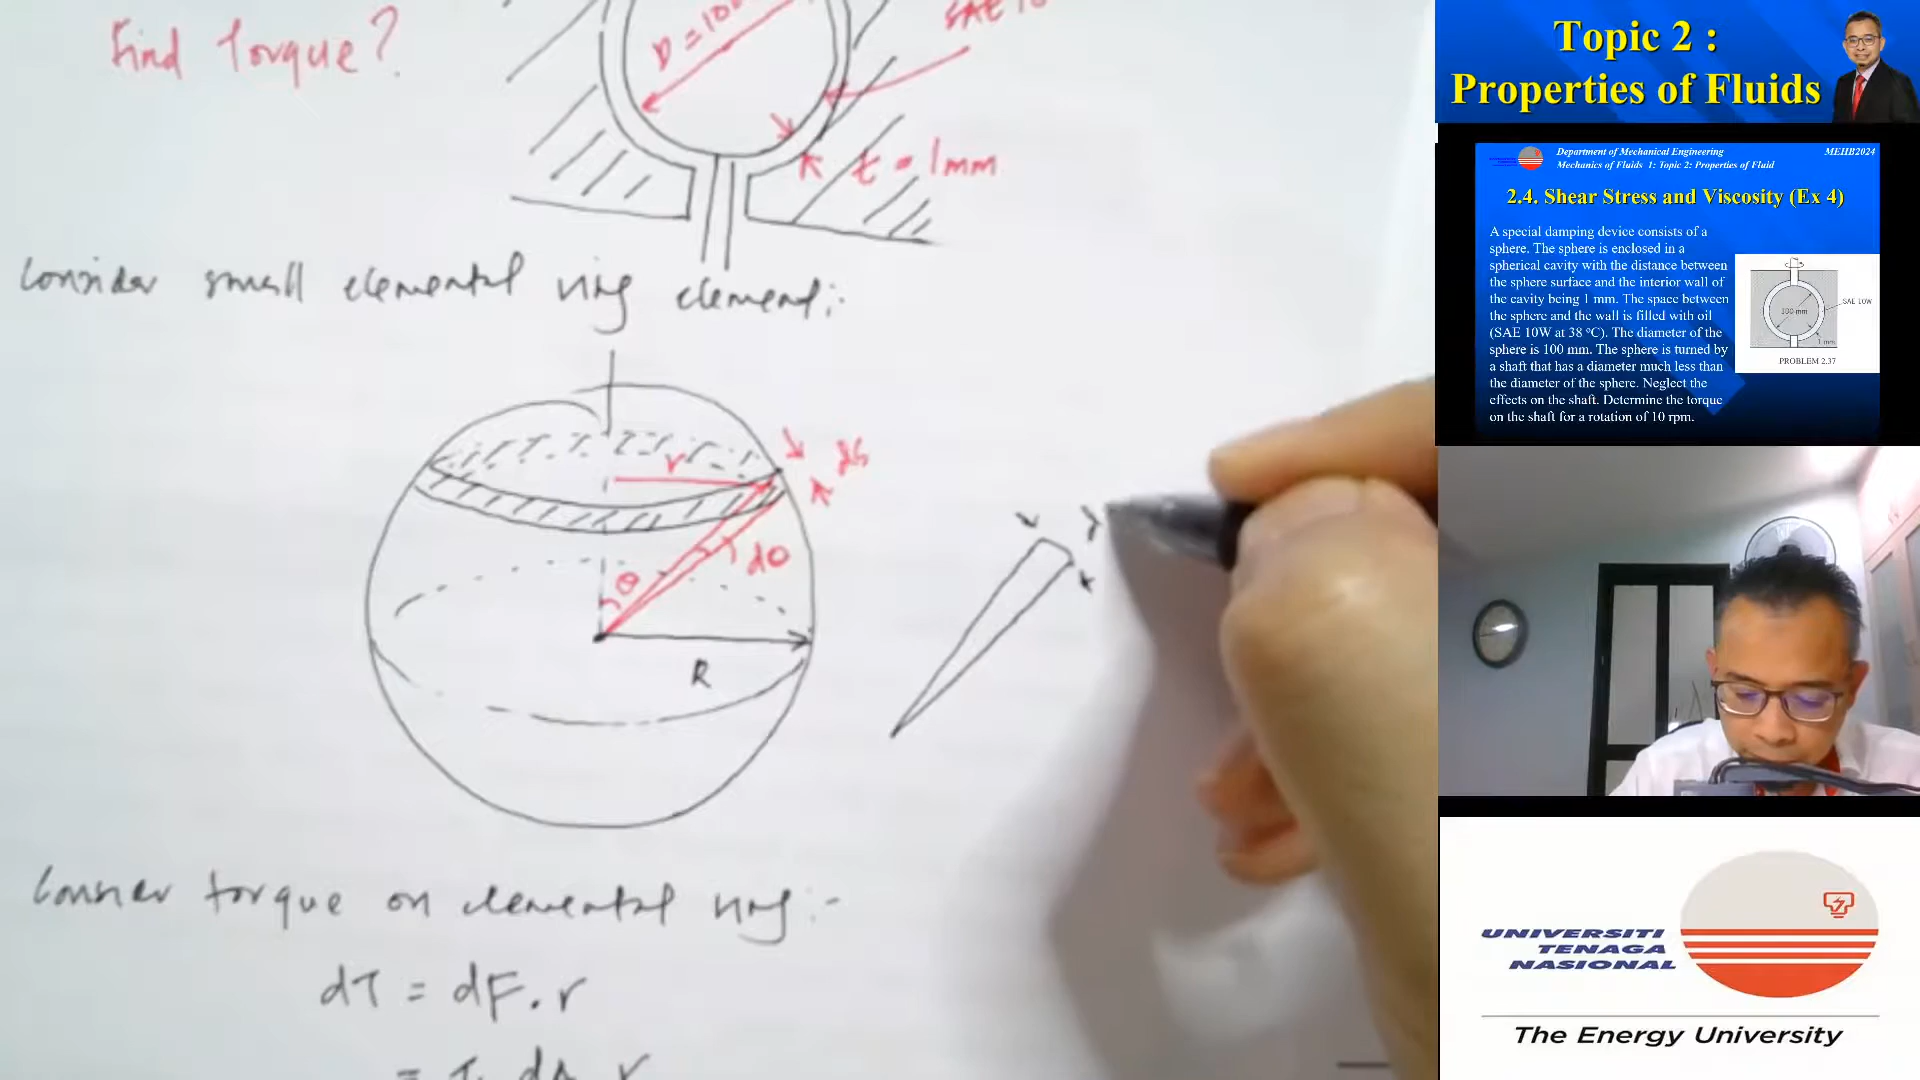 Find torque?
D = 100
SAE 10
t = 1mm
Consider small elemental ring element:
r
ds
dθ
θ
R
Consider torque on elemental ring :-
dT = dF . r
= τ. dA. r
Topic 2 :
Properties of Fluids
Department of Mechanical Engineering
MEHB2024
Mechanics of Fluids 1: Topic 2: Properties of Fluid
2.4. Shear Stress and Viscosity (Ex 4)
A special damping device consists of a
sphere. The sphere is enclosed in a
spherical cavity with the distance between
the sphere surface and the interior wall of
the cavity being 1 mm. The space between
the sphere and the wall is filled with oil
(SAE 10W at 38 °C). The diameter of the
sphere is 100 mm. The sphere is turned by
a shaft that has a diameter much less than
the diameter of the sphere. Neglect the
effects on the shaft. Determine the torque
on the shaft for a rotation of 10 rpm.
SAE 10W
100 mm
1 mm
PROBLEM 2.37
UNIVERSITI
TENAGA
NASIONAL
The Energy University